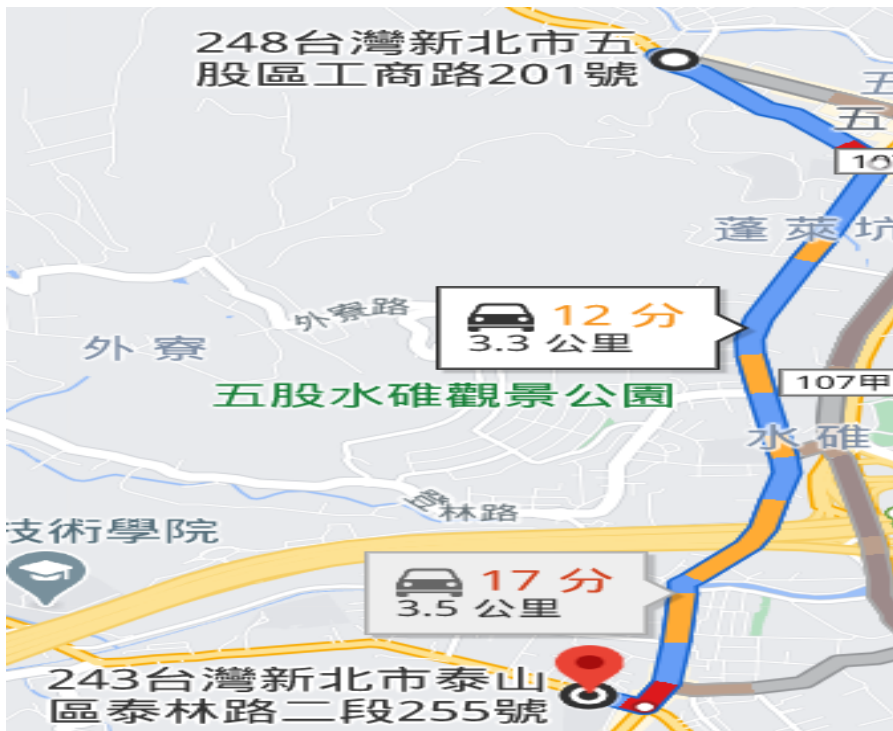 248台灣新北市五
股區工商路201號
五
五
107
蓬萊坑
外寮路
12 分
3.3 公里
外寮
107甲
五股水碓觀景公園
水碓
林路
技術學院
17 分
3.5 公里
243台灣新北市泰山
區泰林路二段255號